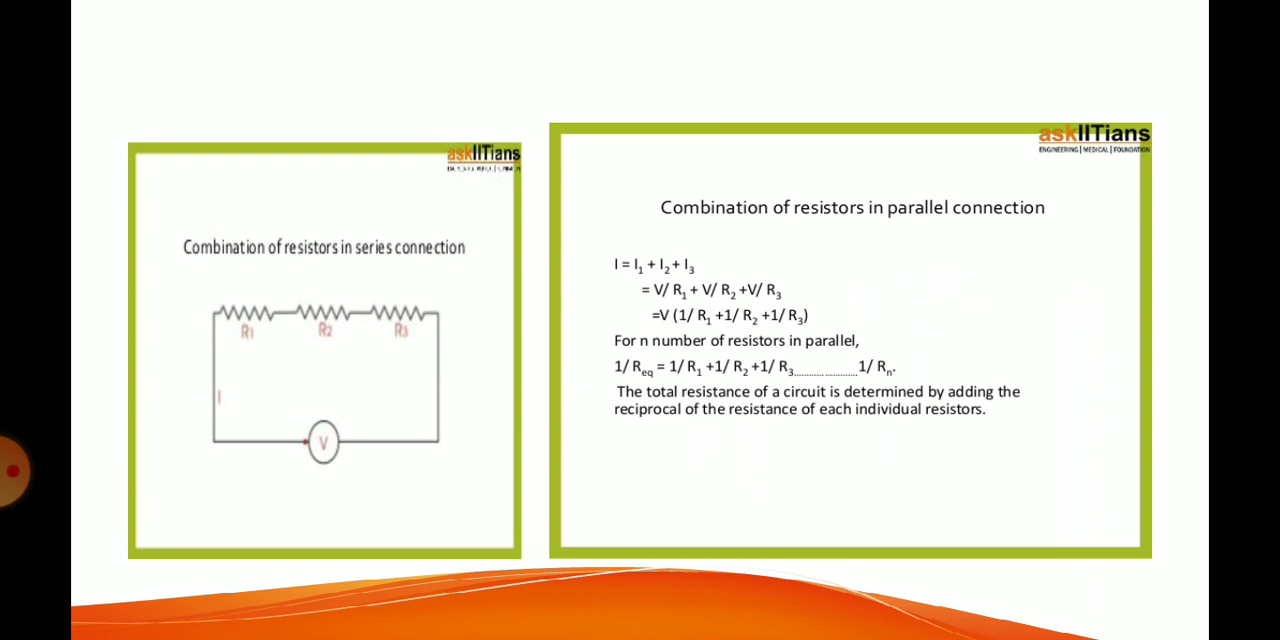 askIITians
Combination of resistors in series connection
R1 R2 R3
I
V
askIITians
ENGINEERING | MEDICAL | FOUNDATION
Combination of resistors in parallel connection
I = I₁ + I₂ + I₃
= V/ R₁ + V/ R₂ +V/ R₃
=V (1/ R₁ +1/ R₂ +1/ R₃)
For n number of resistors in parallel,
1/ Req = 1/ R₁ +1/ R₂ +1/ R₃........................1/ Rn.
The total resistance of a circuit is determined by adding the
reciprocal of the resistance of each individual resistors.